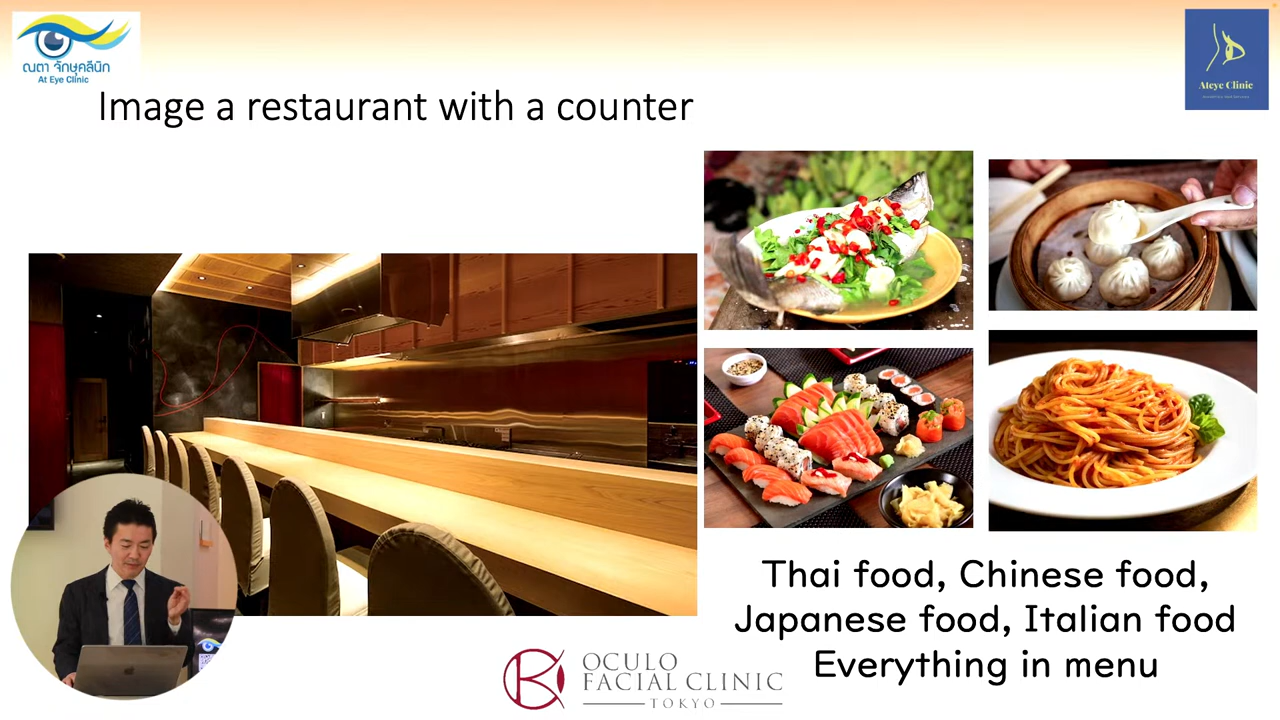 ณตา จักษุคลีนิก
At Eye Clinic
Ateye Clinic
Image a restaurant with a counter
Thai food, Chinese food,
Japanese food, Italian food
Everything in menu
OCULO
FACIAL CLINIC
TOKYO